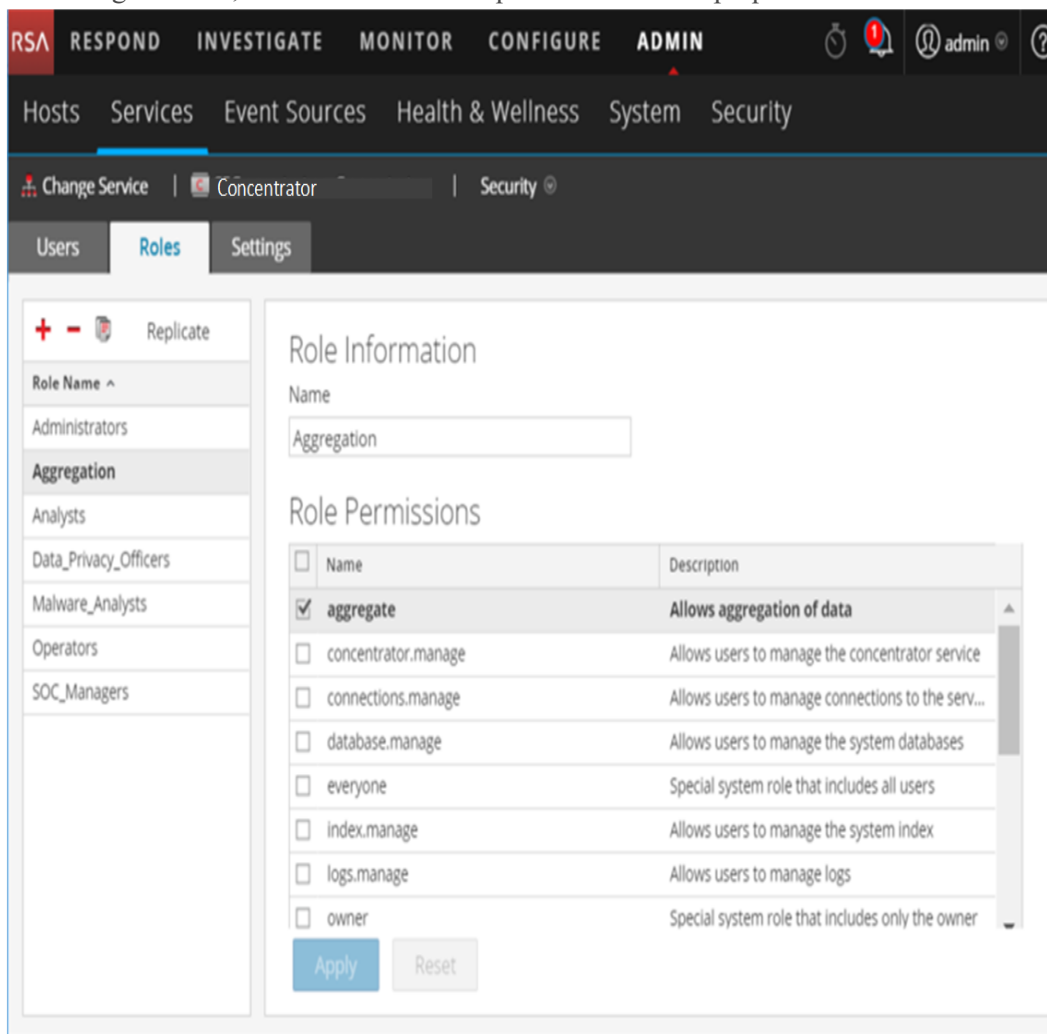 RSA RESPOND INVESTIGATE MONITOR CONFIGURE ADMIN 1 admin ?
Hosts Services Event Sources Health & Wellness System Security
Change Service | C Concentrator | Security
Users Roles Settings
+ - Replicate
Role Name ^
Administrators
Aggregation
Analysts
Data_Privacy_Officers
Malware_Analysts
Operators
SOC_Managers
Role Information
Name
Aggregation
Role Permissions
Name Description
aggregate Allows aggregation of data
concentrator.manage Allows users to manage the concentrator service
connections.manage Allows users to manage connections to the serv...
database.manage Allows users to manage the system databases
everyone Special system role that includes all users
index.manage Allows users to manage the system index
logs.manage Allows users to manage logs
owner Special system role that includes only the owner
Apply Reset